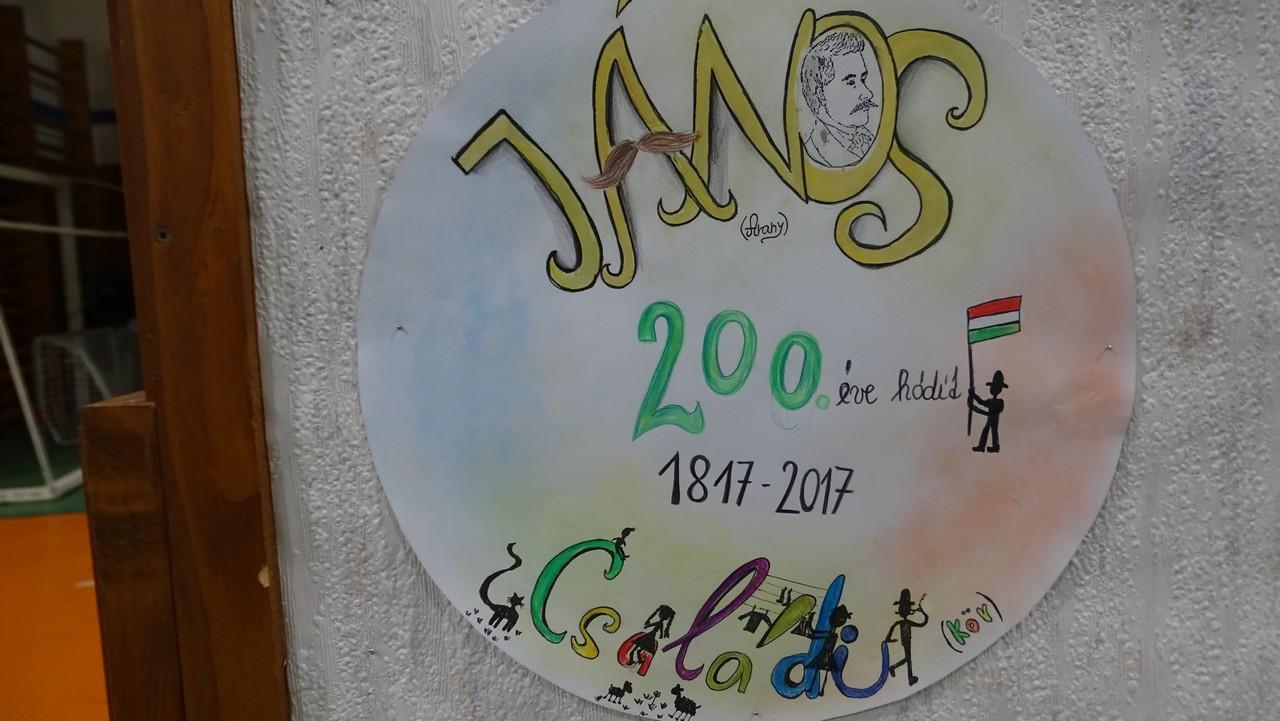 JÁNOS
(Arany)
200. éve hódít
1817-2017
Családi (kör)